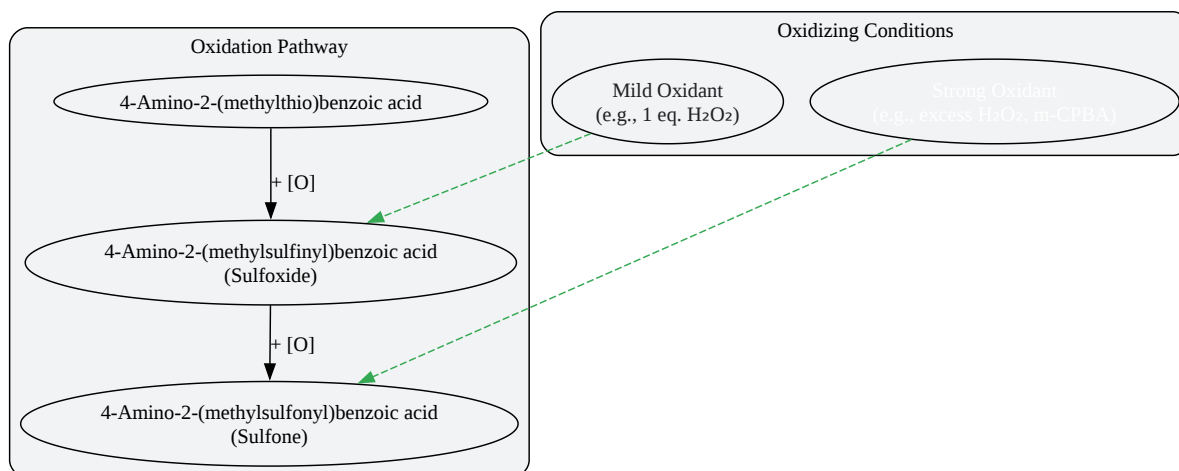 Oxidation Pathway
4-Amino-2-(methylthio)benzoic acid
+ [O]
4-Amino-2-(methylsulfinyl)benzoic acid
(Sulfoxide)
+ [O]
4-Amino-2-(methylsulfonyl)benzoic acid
(Sulfone)
Oxidizing Conditions
Mild Oxidant
(e.g., 1 eq. H₂O₂)
Strong Oxidant
(e.g., excess H₂O₂, m-CPBA)